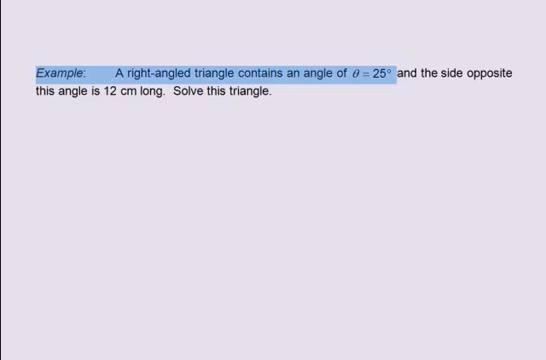 Example: A right-angled triangle contains an angle of θ = 25° and the side opposite
this angle is 12 cm long. Solve this triangle.